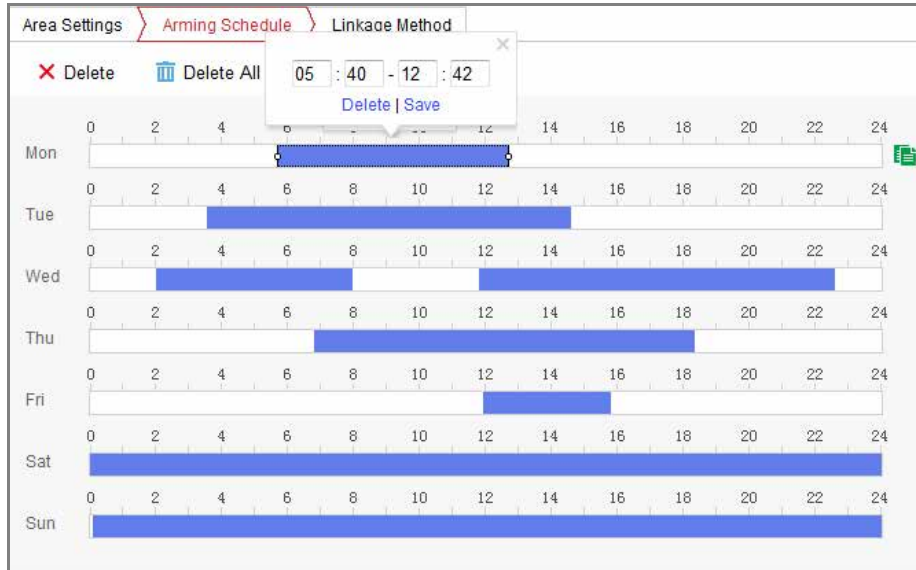 Area Settings Arming Schedule Linkage Method
Delete Delete All
05 : 40 - 12 : 42
Delete | Save
0 2 4 6 12 14 16 18 20 22 24
Mon
0 2 4 6 8 10 12 14 16 18 20 22 24
Tue
0 2 4 6 8 10 12 14 16 18 20 22 24
Wed
0 2 4 6 8 10 12 14 16 18 20 22 24
Thu
0 2 4 6 8 10 12 14 16 18 20 22 24
Fri
0 2 4 6 8 10 12 14 16 18 20 22 24
Sat
0 2 4 6 8 10 12 14 16 18 20 22 24
Sun